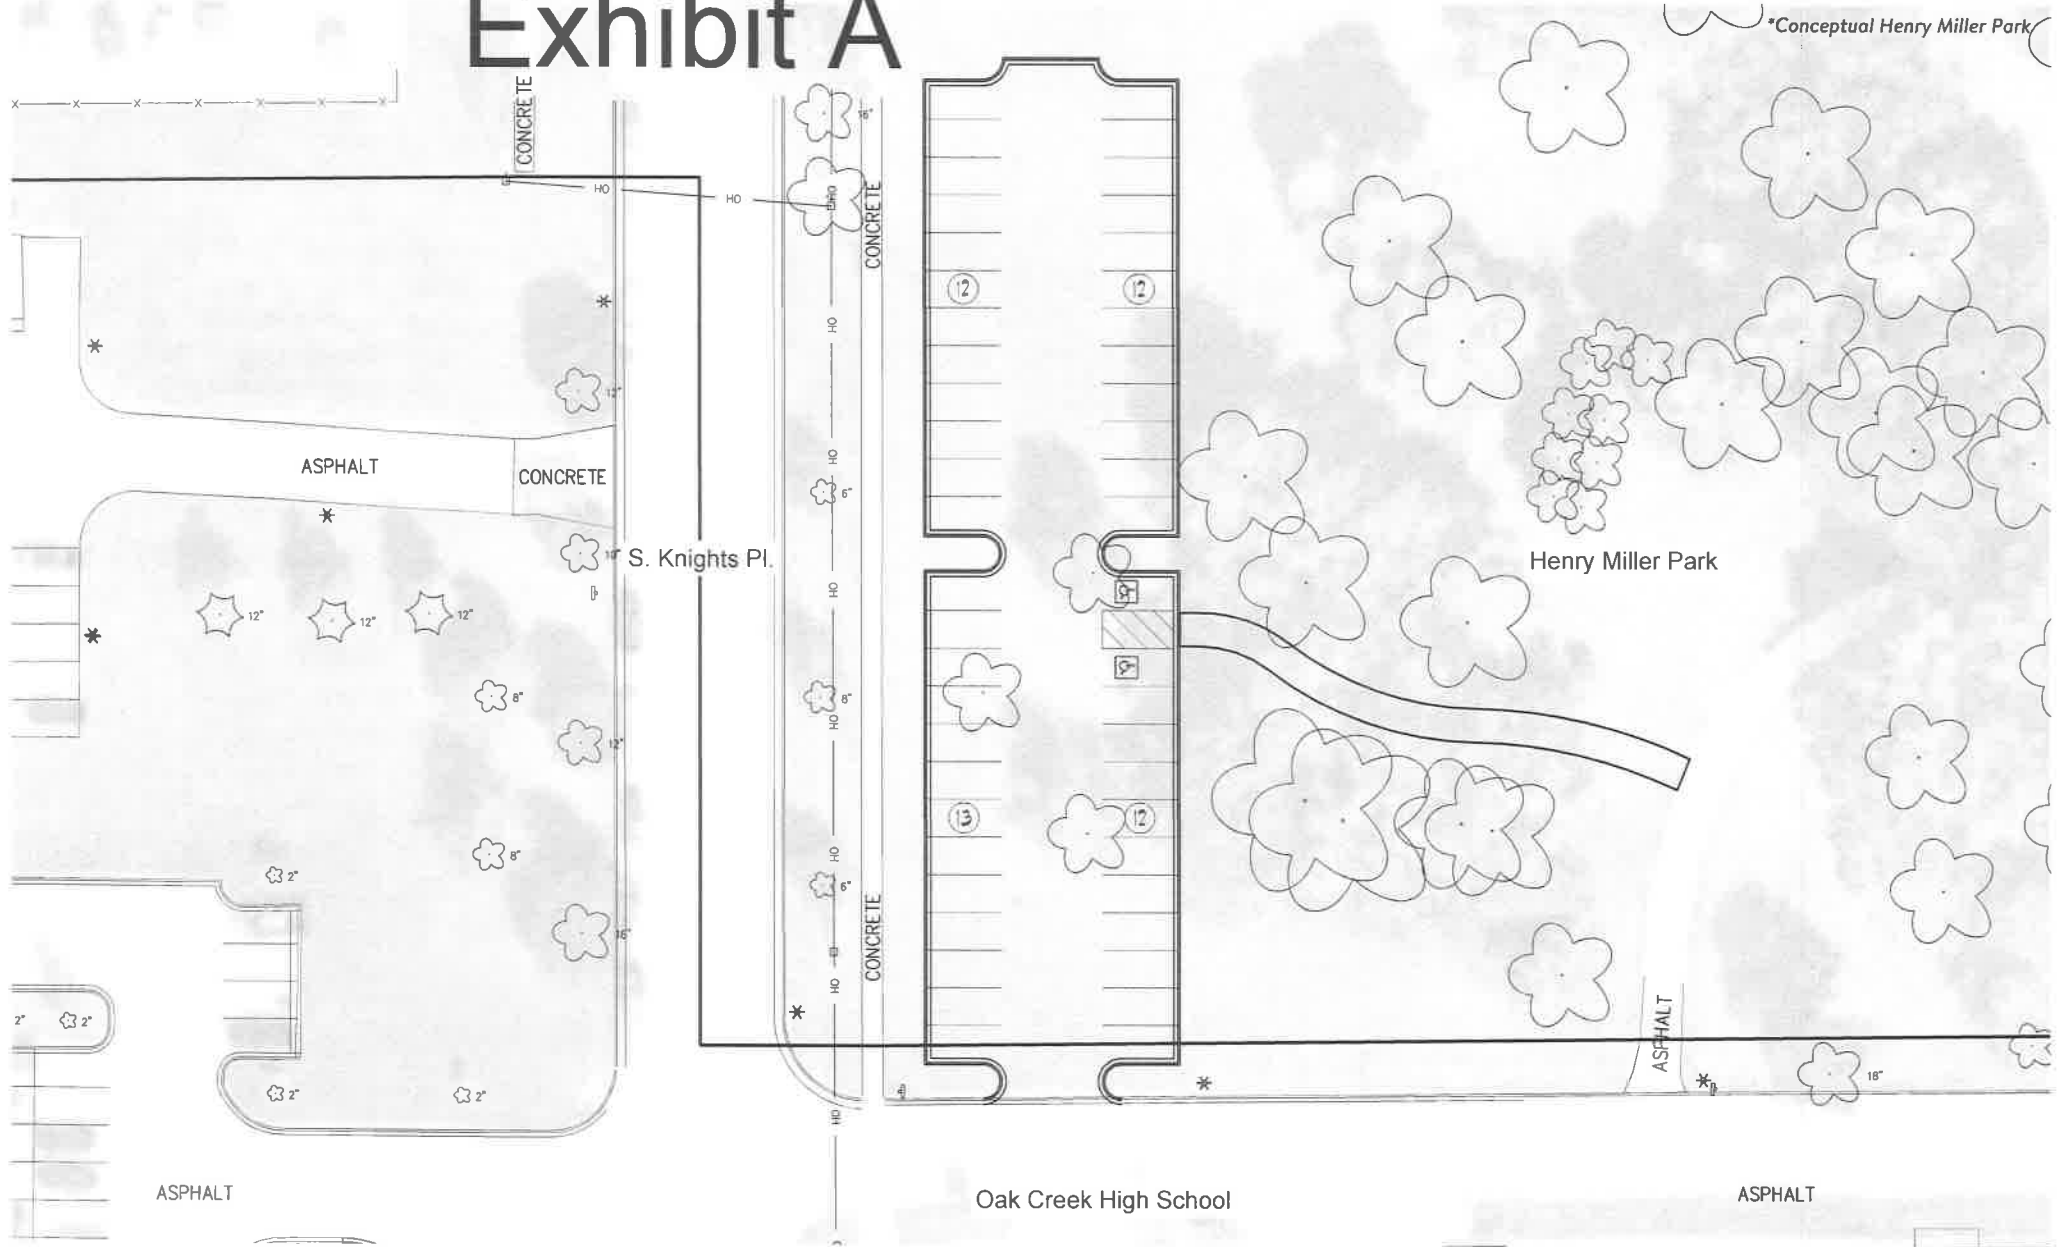 Exhibit A
*Conceptual Henry Miller Park
CONCRETE
16"
HO
HO
HO
CONCRETE
12
12
HO
12"
ASPHALT
CONCRETE
HO
6"
10"
S. Knights Pl.
Henry Miller Park
HO
12"
12"
12"
8"
8"
HO
12"
13
12
8"
HO
2"
6"
16"
CONCRETE
HO
2"
2"
ASPHALT
18"
2"
2"
HO
ASPHALT
Oak Creek High School
ASPHALT